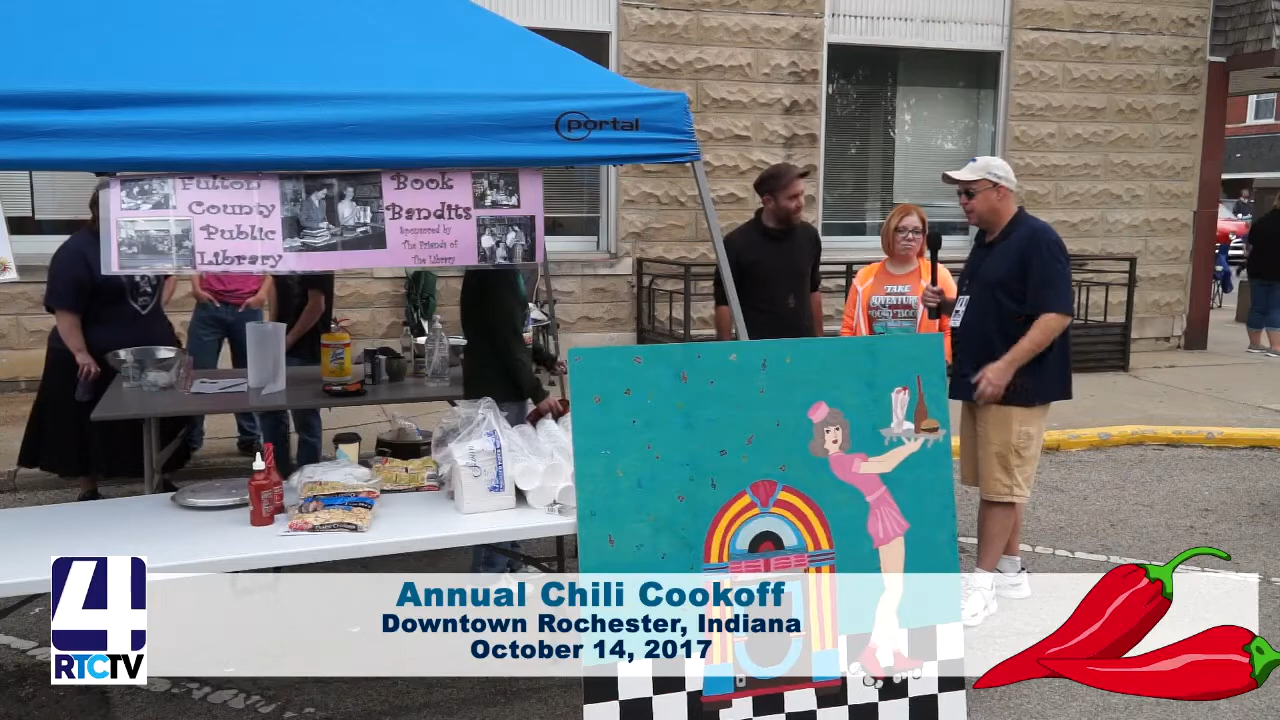 portal
Fulton
County
Public
Library
Book
Bandits
Sponsored by
The Friends of
The Library
TAKE
ADVENTURE
4
RTCTV
Annual Chili Cookoff
Downtown Rochester, Indiana
October 14, 2017